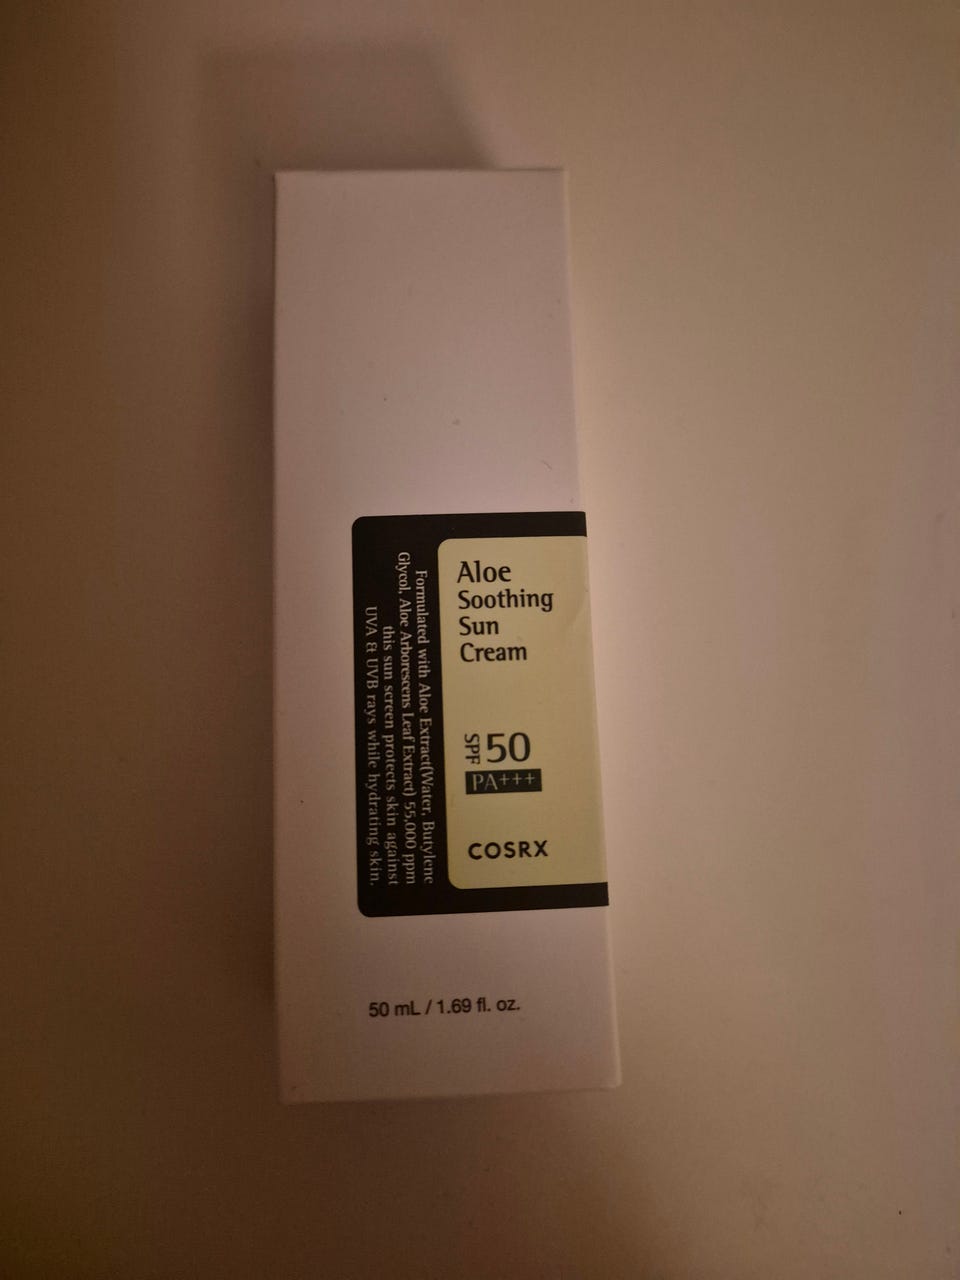 Aloe
Soothing
Sun
Cream
SPF 50
PA+++
COSRX
Formulated with Aloe Extract(Water, Butylene
Glycol, Aloe Arborescens Leaf Extract) 55,000 ppm
this sun screen protects skin against
UVA & UVB rays while hydrating skin.
50 mL / 1.69 fl. oz.